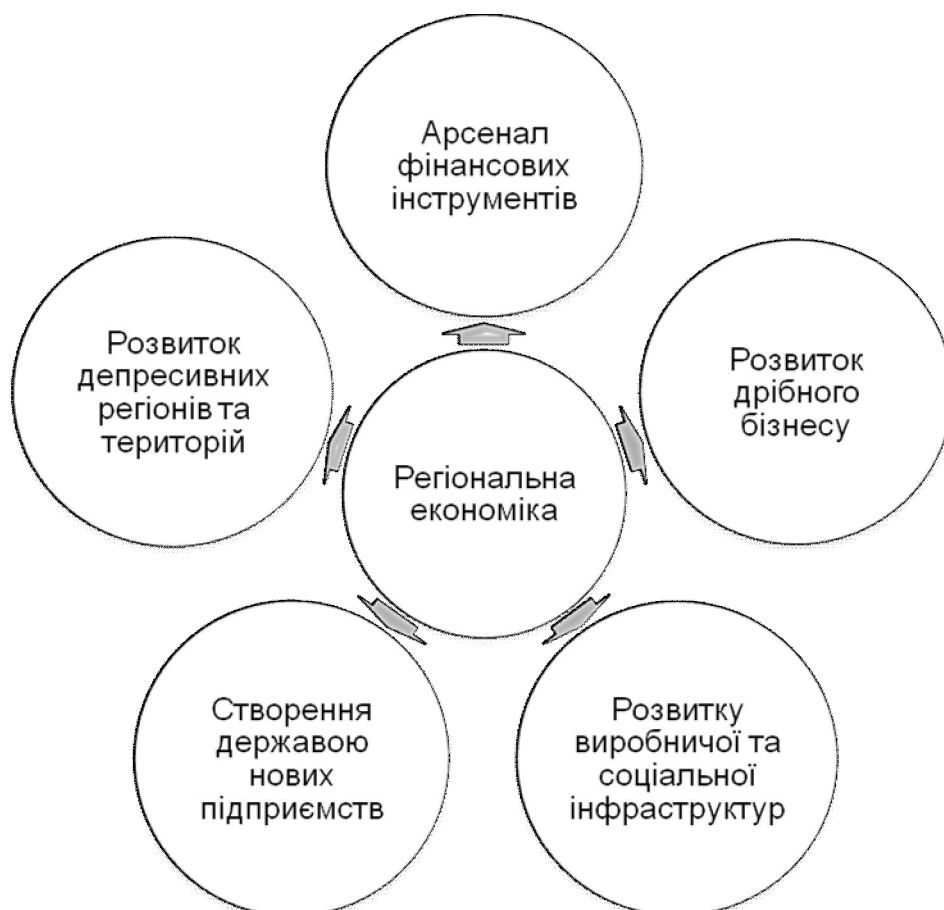 Арсенал
фінансових
інструментів
Розвиток
депресивних
регіонів та
територій
Розвиток
дрібного
бізнесу
Регіональна
економіка
Створення
державою
нових
підприємств
Розвитку
виробничої та
соціальної
інфраструктур